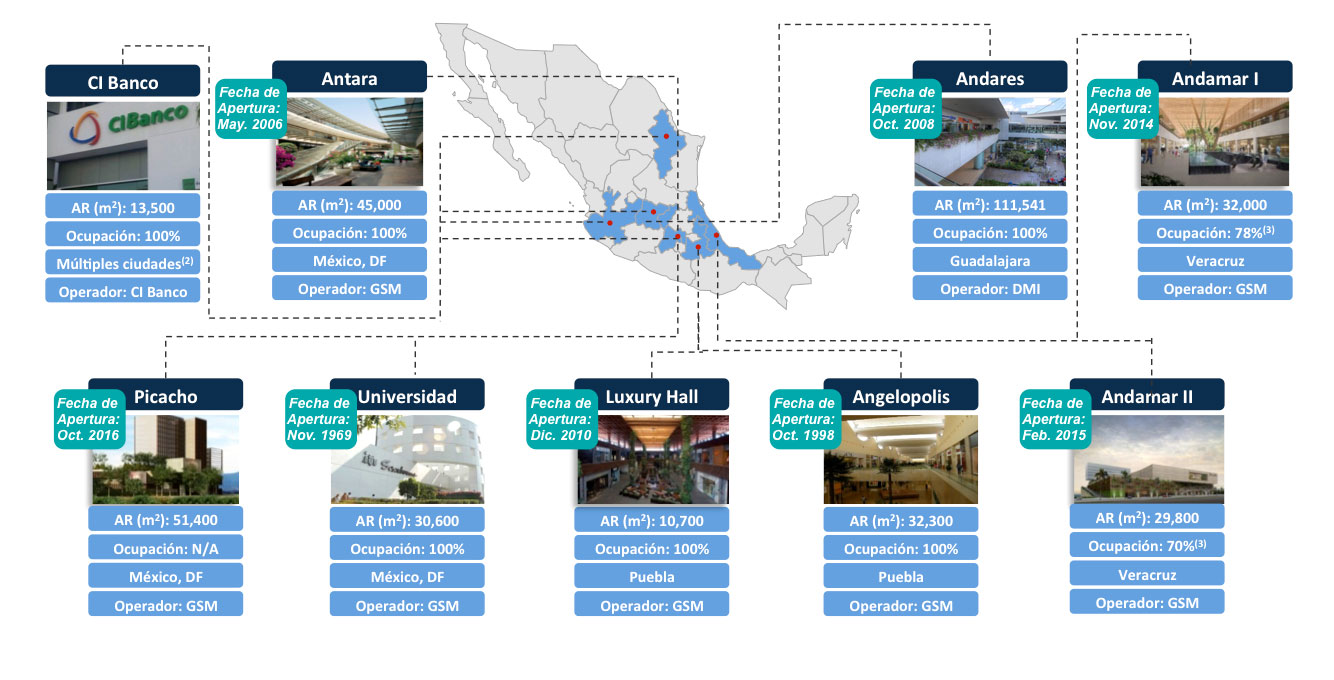 CI Banco
CIBanco
AR (m²): 13,500
Ocupación: 100%
Múltiples ciudades(2)
Operador: CI Banco
Fecha de
Apertura:
May. 2006
Antara
AR (m²): 45,000
Ocupación: 100%
México, DF
Operador: GSM
Fecha de
Apertura:
Oct. 2008
Andares
AR (m²): 111,541
Ocupación: 100%
Guadalajara
Operador: DMI
Fecha de
Apertura:
Nov. 2014
Andamar I
AR (m²): 32,000
Ocupación: 78%(3)
Veracruz
Operador: GSM
Fecha de
Apertura:
Oct. 2016
Picacho
AR (m²): 51,400
Ocupación: N/A
México, DF
Operador: GSM
Fecha de
Apertura:
Nov. 1969
Universidad
AR (m²): 30,600
Ocupación: 100%
México, DF
Operador: GSM
Fecha de
Apertura:
Dic. 2010
Luxury Hall
AR (m²): 10,700
Ocupación: 100%
Puebla
Operador: GSM
Fecha de
Apertura:
Oct. 1998
Angelopolis
AR (m²): 32,300
Ocupación: 100%
Puebla
Operador: GSM
Fecha de
Apertura:
Feb. 2015
Andamar II
AR (m²): 29,800
Ocupación: 70%(3)
Veracruz
Operador: GSM